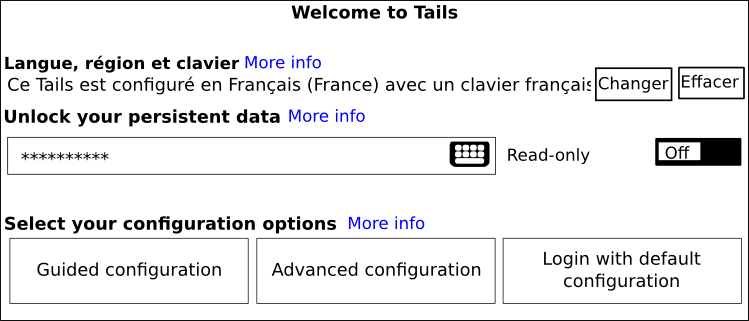 Welcome to Tails
Langue, région et clavier More info
Ce Tails est configuré en Français (France) avec un clavier français Changer Effacer
Unlock your persistent data More info
********** Read-only Off
Select your configuration options More info
Guided configuration Advanced configuration Login with default
configuration